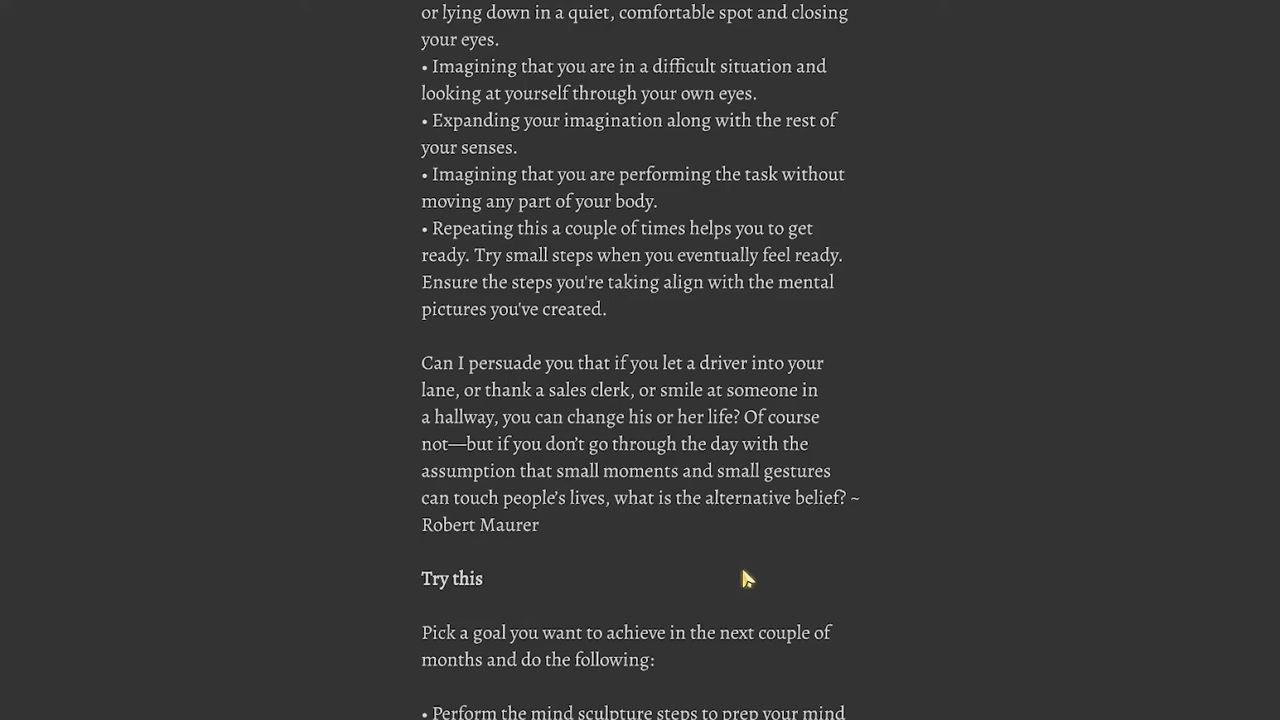 or lying down in a quiet, comfortable spot and closing
your eyes.
• Imagining that you are in a difficult situation and
looking at yourself through your own eyes.
• Expanding your imagination along with the rest of
your senses.
• Imagining that you are performing the task without
moving any part of your body.
• Repeating this a couple of times helps you to get
ready. Try small steps when you eventually feel ready.
Ensure the steps you're taking align with the mental
pictures you've created.
Can I persuade you that if you let a driver into your
lane, or thank a sales clerk, or smile at someone in
a hallway, you can change his or her life? Of course
not—but if you don’t go through the day with the
assumption that small moments and small gestures
can touch people’s lives, what is the alternative belief? ~
Robert Maurer
Try this
Pick a goal you want to achieve in the next couple of
months and do the following:
• Perform the mind sculpture steps to prep your mind